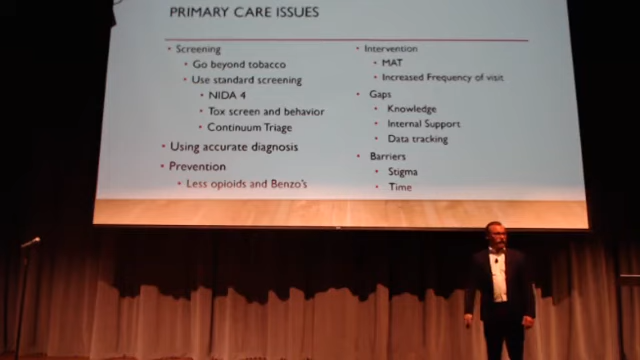 PRIMARY CARE ISSUES
• Screening
• Go beyond tobacco
• Use standard screening
• NIDA 4
• Tox screen and behavior
• Continuum Triage
• Using accurate diagnosis
• Prevention
• Less opioids and Benzo's
• Intervention
• MAT
• Increased Frequency of visit
• Gaps
• Knowledge
• Internal Support
• Data tracking
• Barriers
• Stigma
• Time